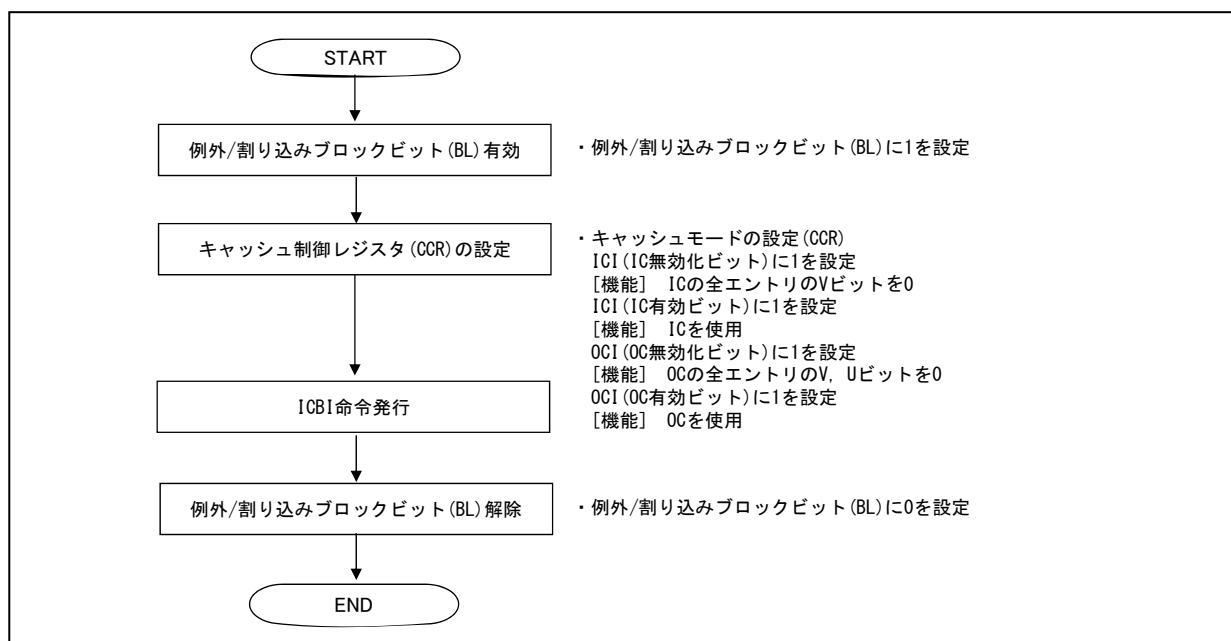 START
例外/割り込みブロックビット(BL)有効
・例外/割り込みブロックビット(BL)に1を設定
キャッシュ制御レジスタ(CCR)の設定
・キャッシュモードの設定(CCR)
ICI(IC無効化ビット)に1を設定
[機能] ICの全エントリのVビットを0
ICI(IC有効ビット)に1を設定
[機能] ICを使用
OCI(OC無効化ビット)に1を設定
[機能] OCの全エントリのV, Uビットを0
OCI(OC有効ビット)に1を設定
[機能] OCを使用
ICBI命令発行
例外/割り込みブロックビット(BL)解除
・例外/割り込みブロックビット(BL)に0を設定
END